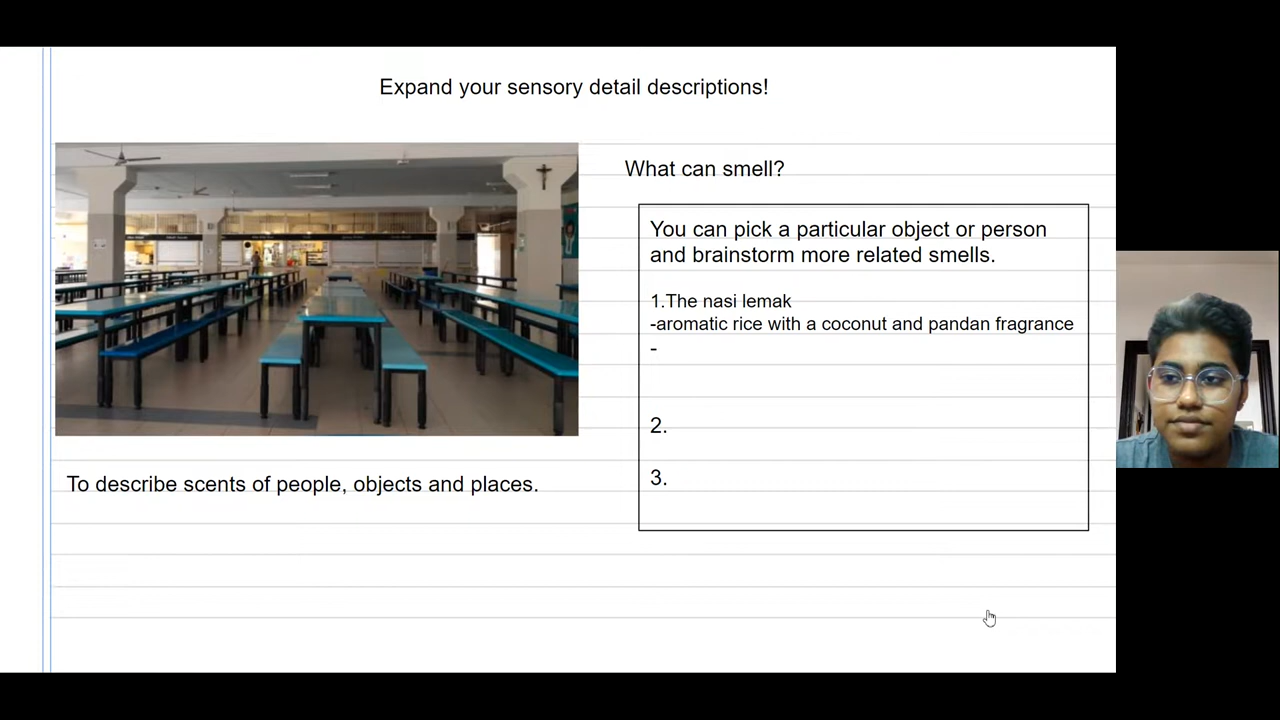 Expand your sensory detail descriptions!
What can smell?
You can pick a particular object or person
and brainstorm more related smells.
1.The nasi lemak
-aromatic rice with a coconut and pandan fragrance
-
2.
3.
To describe scents of people, objects and places.